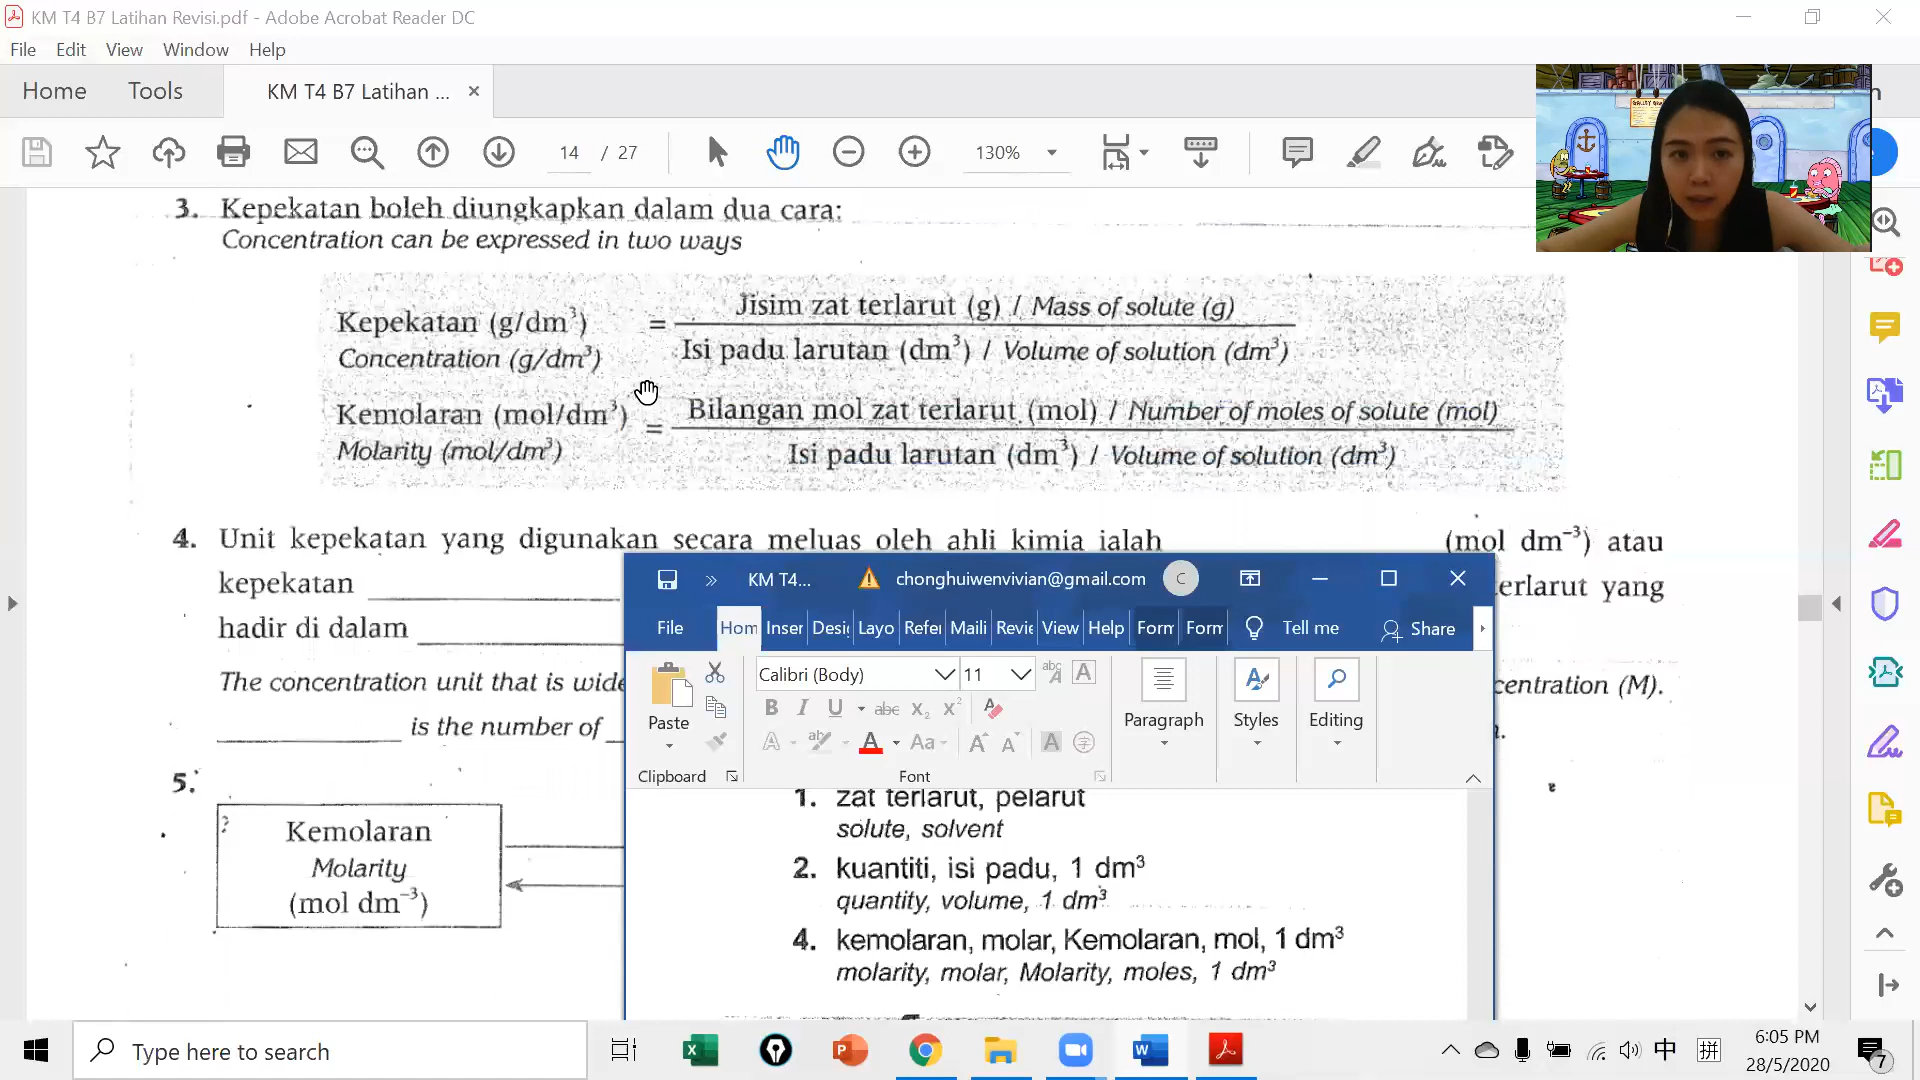 KM T4 B7 Latihan Revisi.pdf - Adobe Acrobat Reader DC
File Edit View Window Help
Home Tools KM T4 B7 Latihan ...
14 / 27 130%
3. Kepekatan boleh diungkapkan dalam dua cara:
Concentration can be expressed in two ways
Kepekatan (g/dm³) = Jisim zat terlarut (g) / Mass of solute (g)
Concentration (g/dm³) Isi padu larutan (dm³) / Volume of solution (dm³)
Kemolaran (mol/dm³) = Bilangan mol zat terlarut (mol) / Number of moles of solute (mol)
Molarity (mol/dm³) Isi padu larutan (dm³) / Volume of solution (dm³)
4. Unit kepekatan yang digunakan secara meluas oleh ahli kimia ialah (mol dm⁻³) atau
kepekatan erlarut yang
hadir di dalam
The concentration unit that is wide centration (M).
is the number of
5.
Kemolaran
Molarity
(mol dm⁻³)
KM T4... chonghuiwenvivian@gmail.com C
File Hom Inser Desi Layo Refer Maili Revie View Help Form Form Tell me Share
Calibri (Body) 11
Paste Paragraph Styles Editing
Clipboard Font
1. zat terlarut, pelarut
solute, solvent
2. kuantiti, isi padu, 1 dm³
quantity, volume, 1 dm³
4. kemolaran, molar, Kemolaran, mol, 1 dm³
molarity, molar, Molarity, moles, 1 dm³
Type here to search
中 拼
6:05 PM
28/5/2020
7